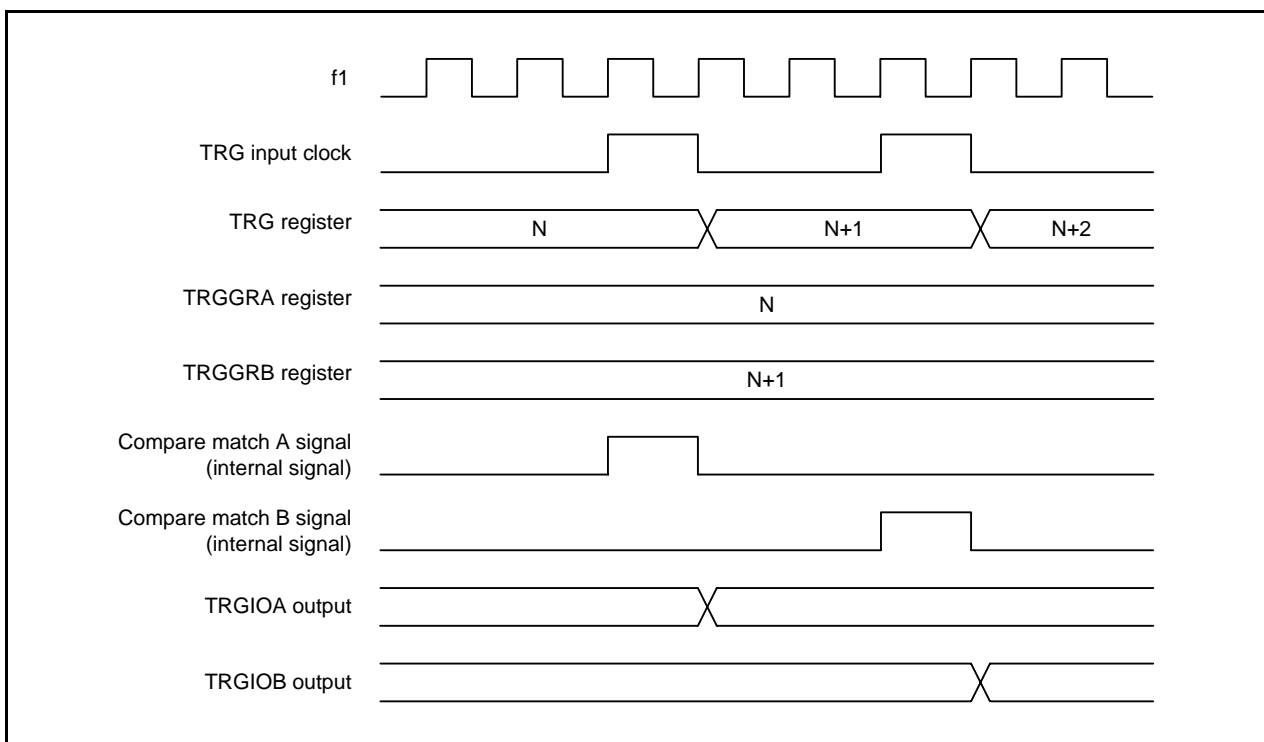 f1
TRG input clock
TRG register
N
N+1
N+2
TRGGRA register
N
TRGGRB register
N+1
Compare match A signal
(internal signal)
Compare match B signal
(internal signal)
TRGIOA output
TRGIOB output